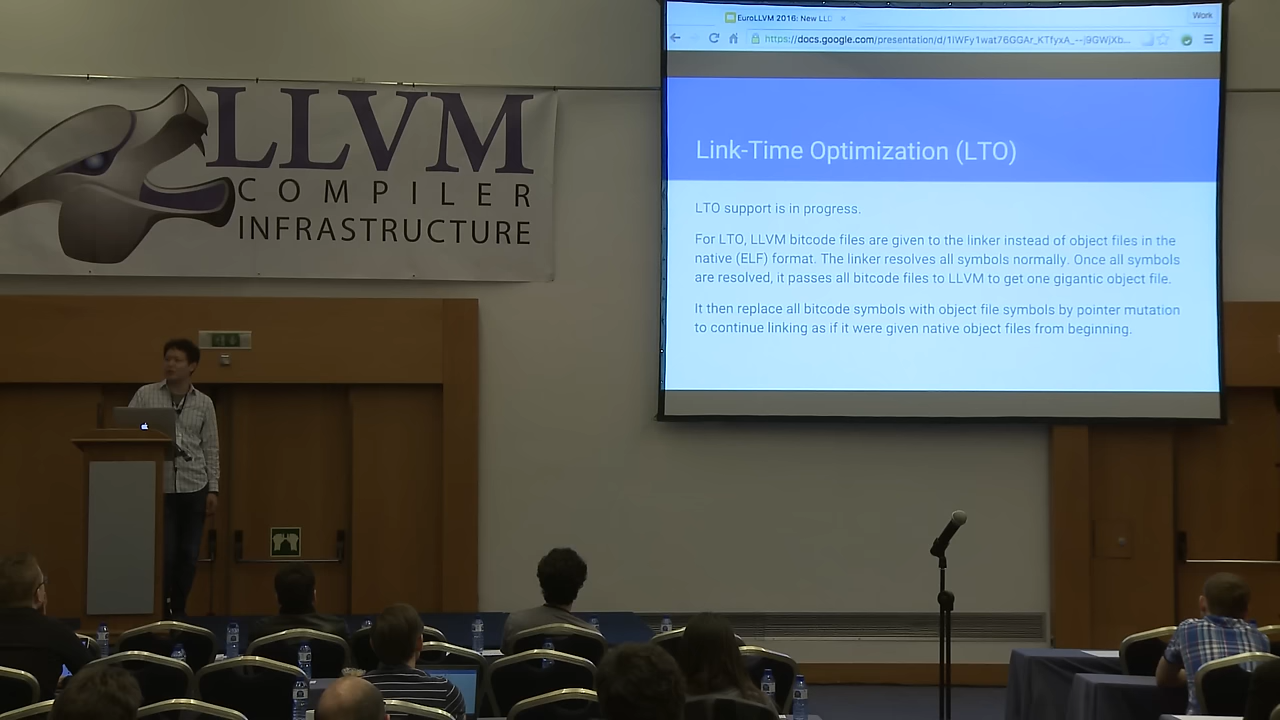 LLVM
COMPILER
INFRASTRUCTURE
EuroLLVM 2016: New LLD
Work
Link-Time Optimization (LTO)
LTO support is in progress.
For LTO, LLVM bitcode files are given to the linker instead of object files in the
native (ELF) format. The linker resolves all symbols normally. Once all symbols
are resolved, it passes all bitcode files to LLVM to get one gigantic object file.
It then replace all bitcode symbols with object file symbols by pointer mutation
to continue linking as if it were given native object files from beginning.